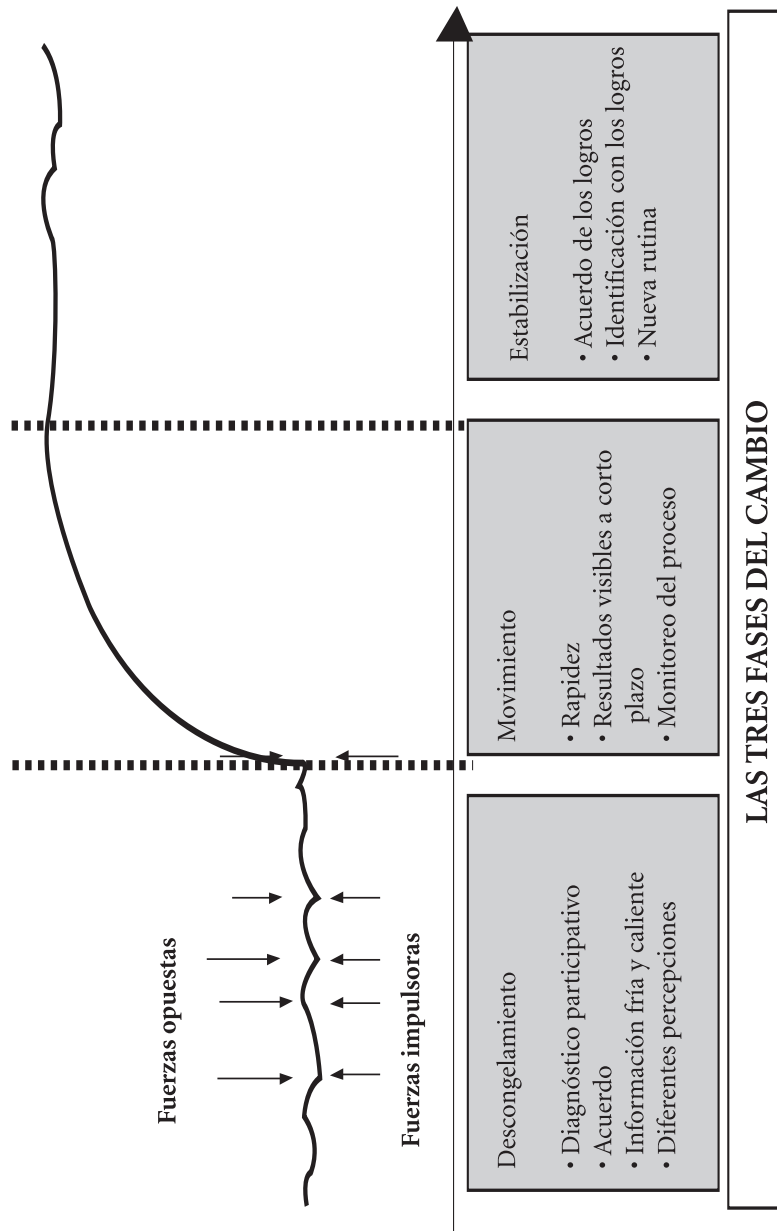 Fuerzas opuestas
Fuerzas impulsoras
Descongelamiento
• Diagnóstico participativo
• Acuerdo
• Información fría y caliente
• Diferentes percepciones
Movimiento
• Rapidez
• Resultados visibles a corto
plazo
• Monitoreo del proceso
Estabilización
• Acuerdo de los logros
• Identificación con los logros
• Nueva rutina
LAS TRES FASES DEL CAMBIO